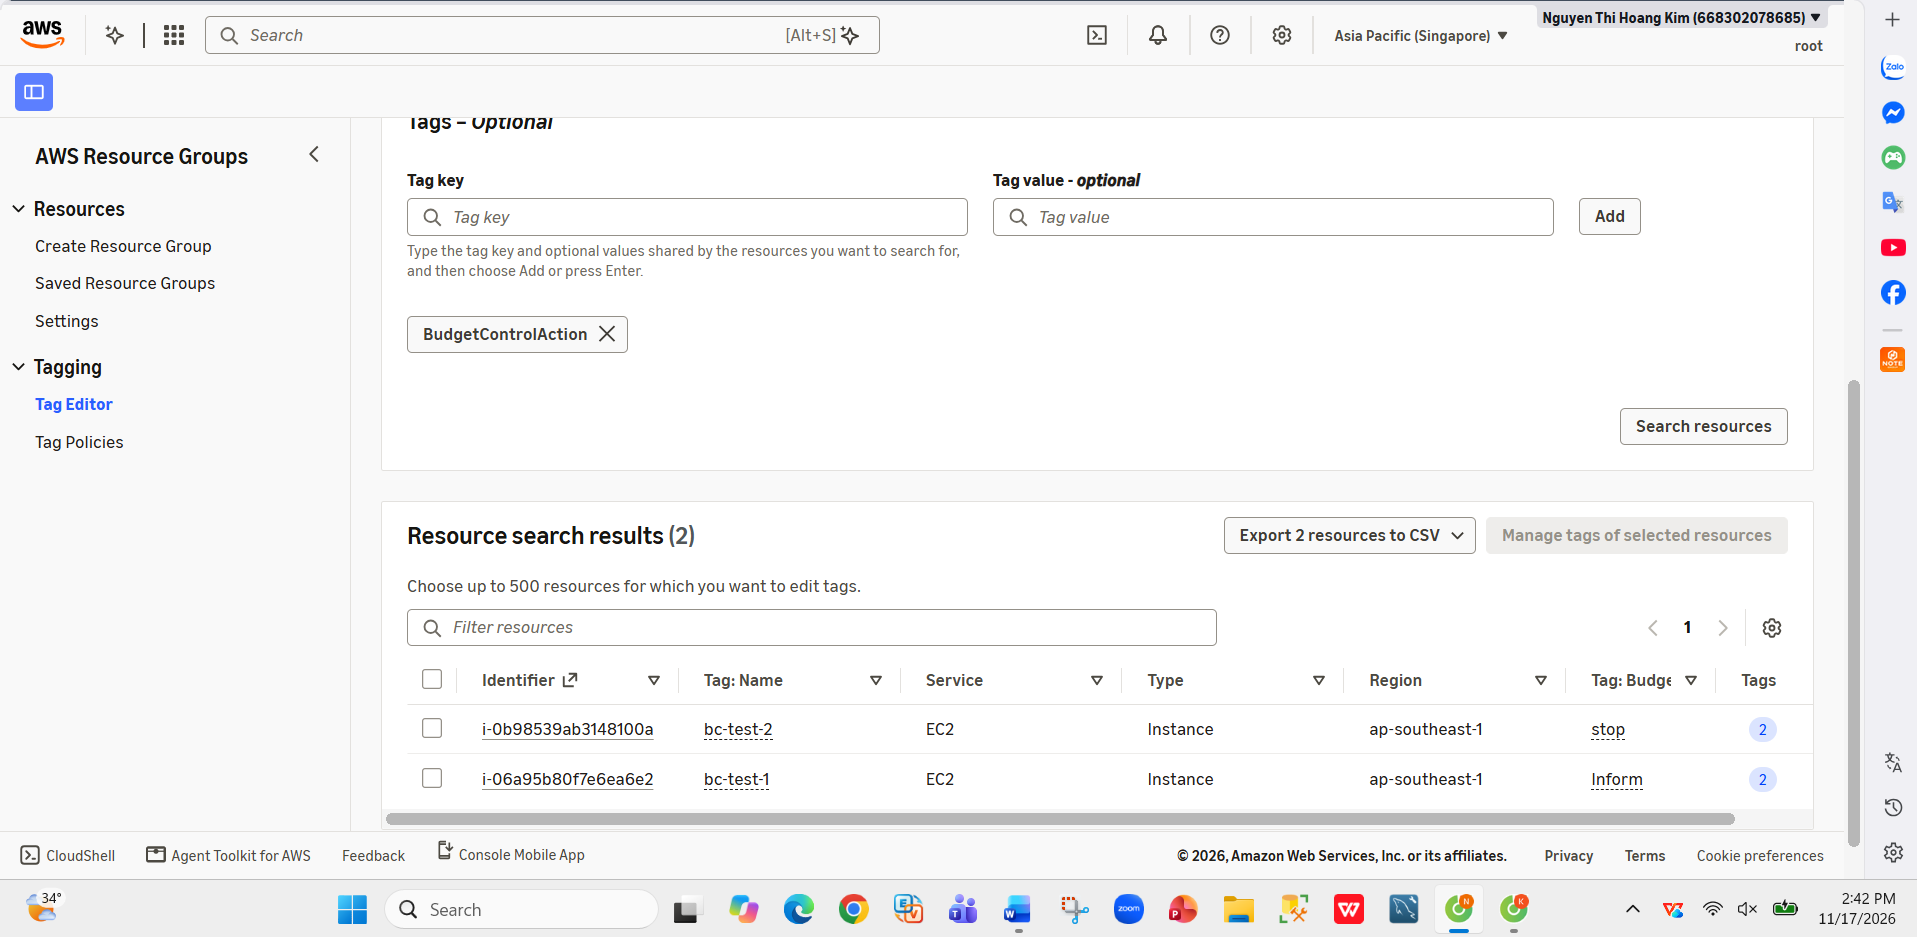 aws
Search
[Alt+S]
Asia Pacific (Singapore)
Nguyen Thi Hoang Kim (668302078685)
root
AWS Resource Groups
Resources
Create Resource Group
Saved Resource Groups
Settings
Tagging
Tag Editor
Tag Policies
Tags – Optional
Tag key
Tag value - optional
Tag key
Tag value
Add
Type the tag key and optional values shared by the resources you want to search for,
and then choose Add or press Enter.
BudgetControlAction
Search resources
Resource search results (2)
Export 2 resources to CSV
Manage tags of selected resources
Choose up to 500 resources for which you want to edit tags.
Filter resources
1
Identifier Tag: Name Service Type Region Tag: Budge Tags
i-0b98539ab3148100a bc-test-2 EC2 Instance ap-southeast-1 stop 2
i-06a95b80f7e6ea6e2 bc-test-1 EC2 Instance ap-southeast-1 Inform 2
CloudShell Agent Toolkit for AWS Feedback Console Mobile App
© 2026, Amazon Web Services, Inc. or its affiliates. Privacy Terms Cookie preferences
Zalo
NOTE
34°
Search
zoom
N
K
2:42 PM
11/17/2026